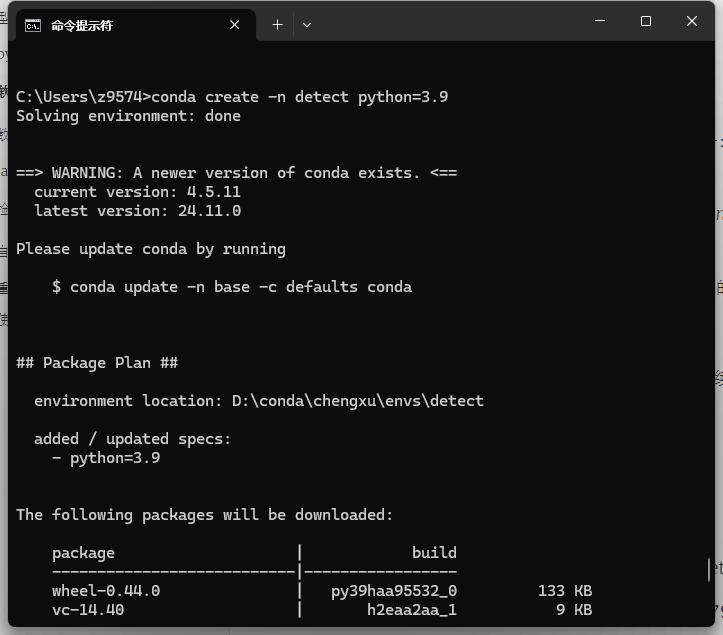 命令提示符
C:\Users\z9574>conda create -n detect python=3.9
Solving environment: done
==> WARNING: A newer version of conda exists. <==
current version: 4.5.11
latest version: 24.11.0
Please update conda by running
$ conda update -n base -c defaults conda
## Package Plan ##
environment location: D:\conda\chengxu\envs\detect
added / updated specs:
- python=3.9
The following packages will be downloaded:
package | build
---------------------------|-----------------
wheel-0.44.0 | py39haa95532_0 133 KB
vc-14.40 | h2eaa2aa_1 9 KB